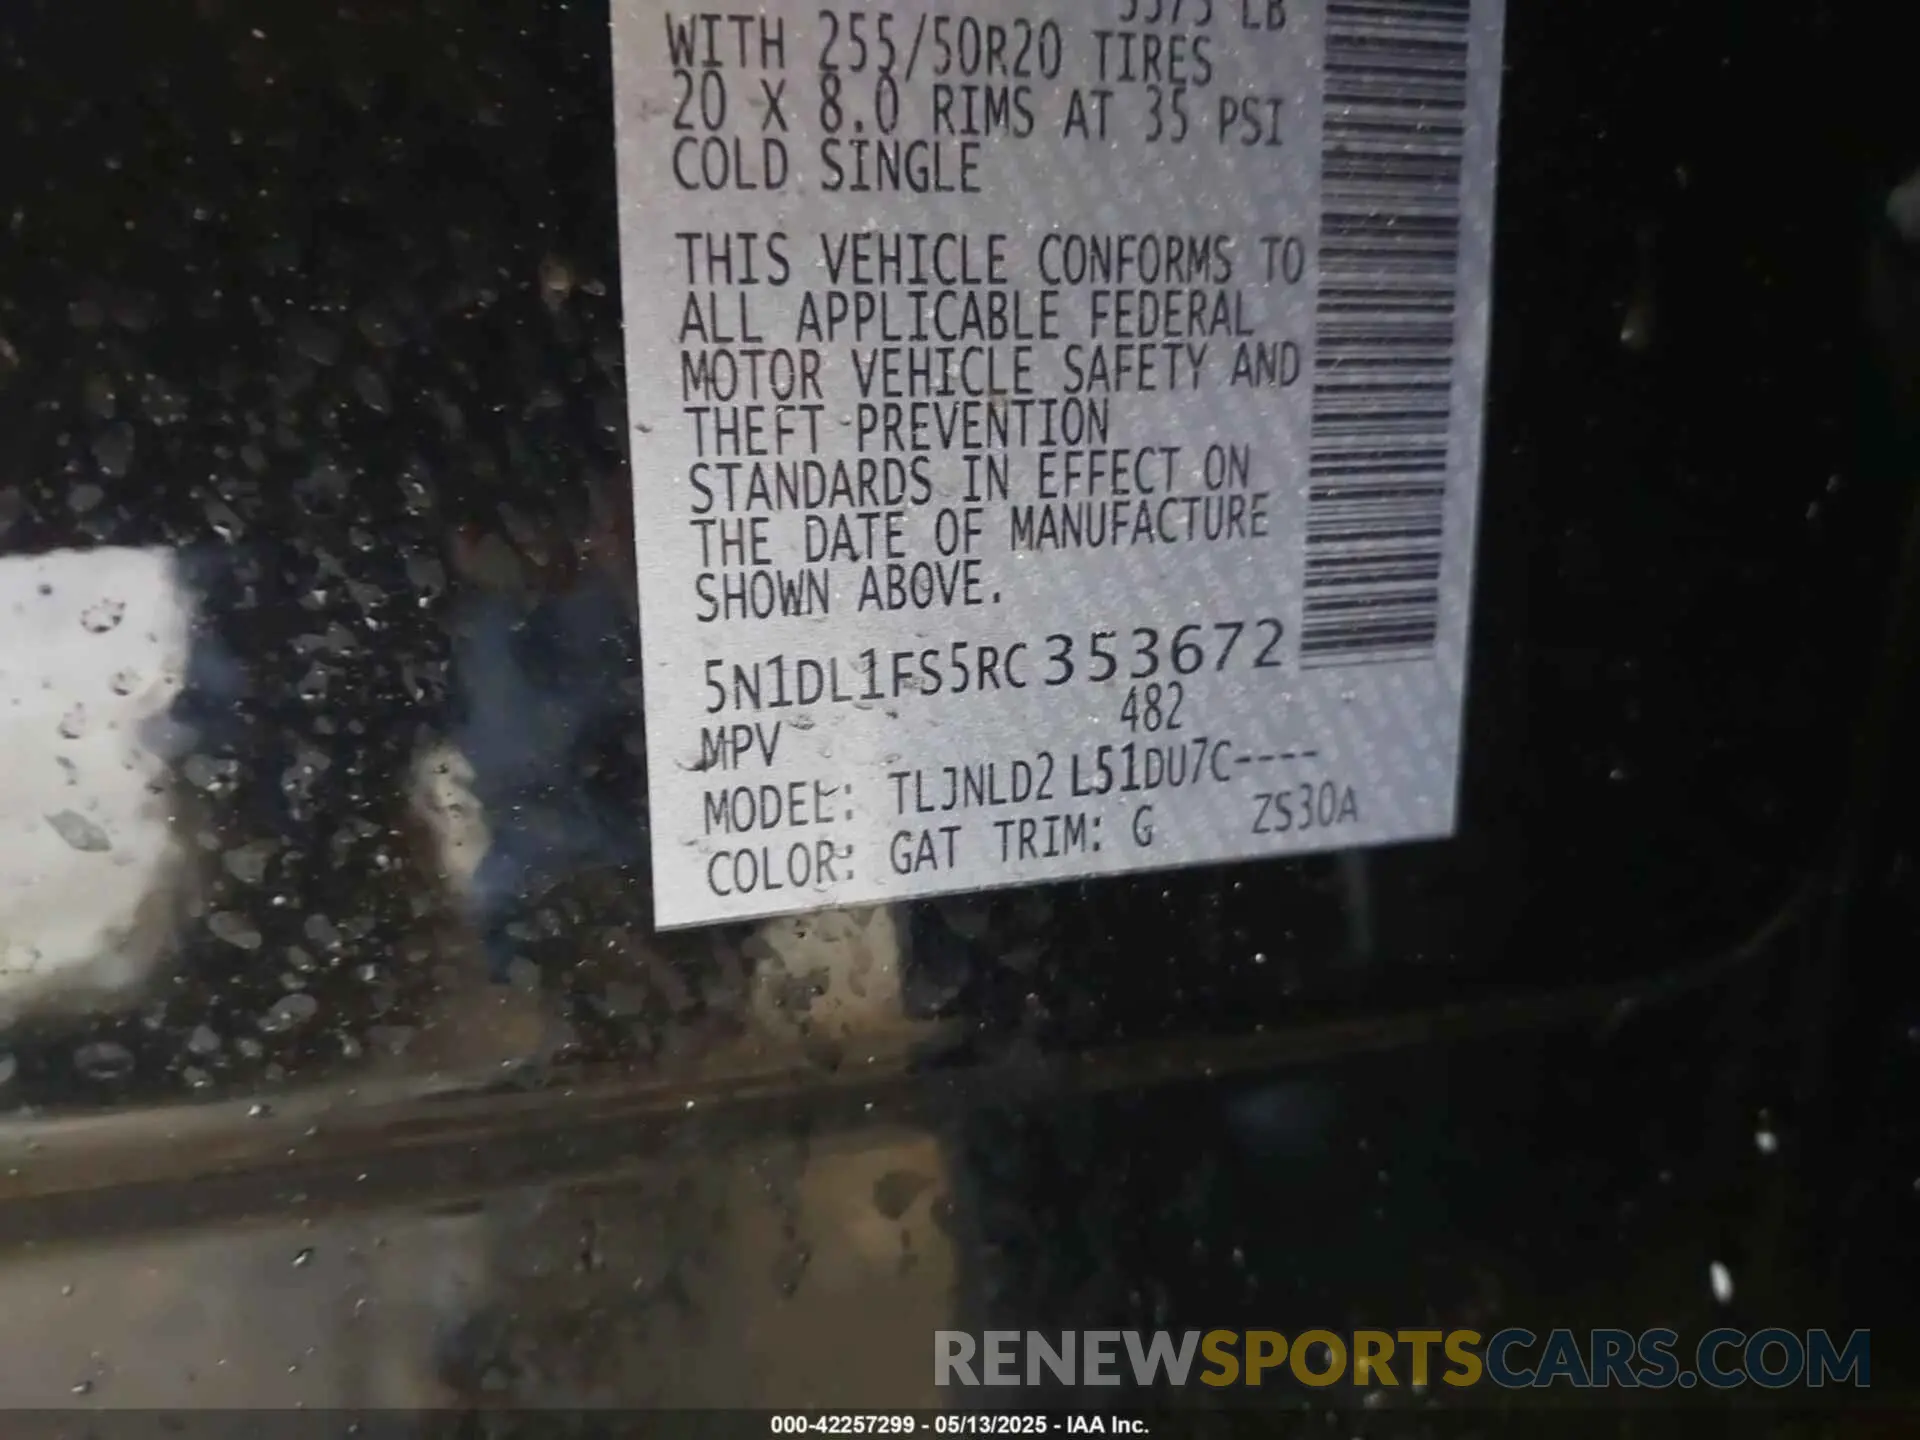 5575 LB
WITH 255/50R20 TIRES
20 X 8.0 RIMS AT 35 PSI
COLD SINGLE
THIS VEHICLE CONFORMS TO
ALL APPLICABLE FEDERAL
MOTOR VEHICLE SAFETY AND
THEFT PREVENTION
STANDARDS IN EFFECT ON
THE DATE OF MANUFACTURE
SHOWN ABOVE.
5N1DL1FS5RC353672
MPV 482
MODEL: TLJNLD2 L51DU7C----
COLOR: GAT TRIM: G ZS30A
RENEWSPORTSCARS.COM
000-42257299 - 05/13/2025 - IAA Inc.